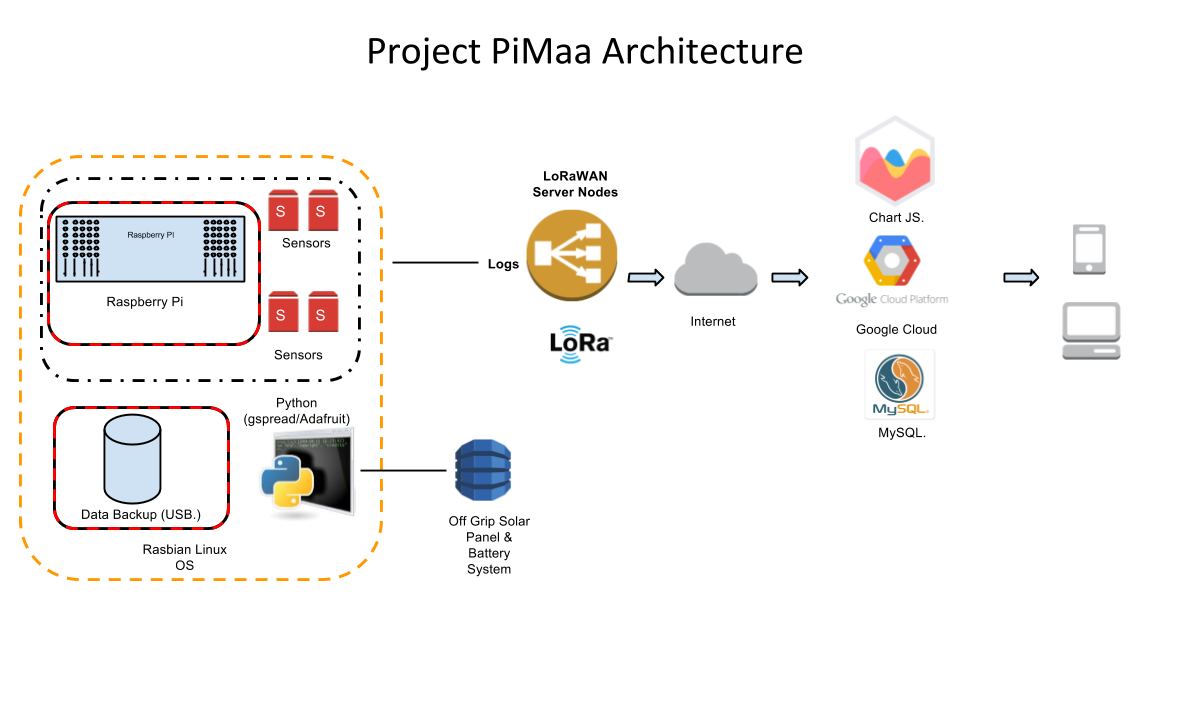 Project PiMaa Architecture
Raspberry PI
Raspberry Pi
S S
Sensors
S S
Sensors
Python
(gspread/Adafruit)
Data Backup (USB.)
Rasbian Linux
OS
Off Grip Solar
Panel &
Battery
System
LoRaWAN
Server Nodes
Logs
LoRa™
Internet
Chart JS.
Google Cloud Platform
Google Cloud
MySQL®
MySQL.